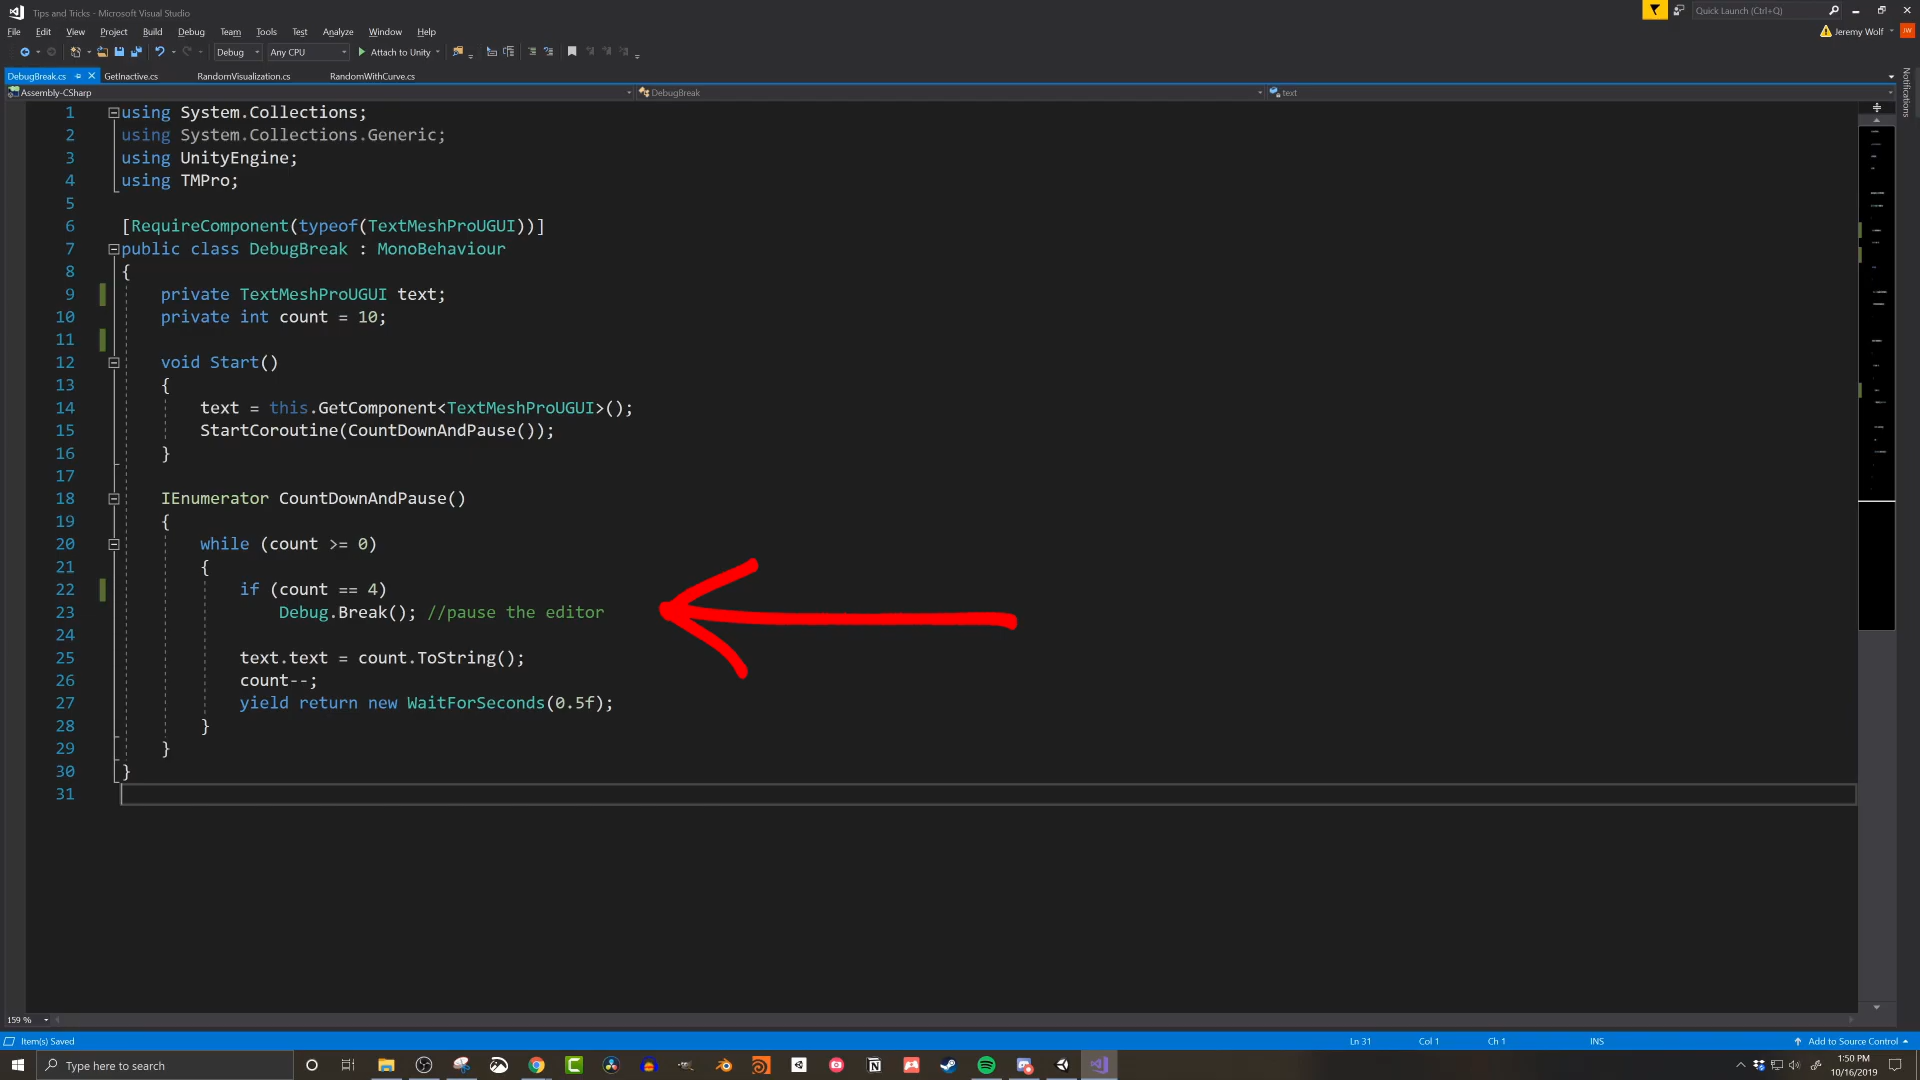 Tips and Tricks - Microsoft Visual Studio
Quick Launch (Ctrl+Q)
File Edit View Project Build Debug Team Tools Test Analyze Window Help
Jeremy Wolf JW
Debug Any CPU Attach to Unity
DebugBreak.cs GetInactive.cs RandomVisualization.cs RandomWithCurve.cs
Assembly-CSharp DebugBreak text
Notifications
1 using System.Collections;
2 using System.Collections.Generic;
3 using UnityEngine;
4 using TMPro;
5
6 [RequireComponent(typeof(TextMeshProUGUI))]
7 public class DebugBreak : MonoBehaviour
8 {
9 private TextMeshProUGUI text;
10 private int count = 10;
11
12 void Start()
13 {
14 text = this.GetComponent<TextMeshProUGUI>();
15 StartCoroutine(CountDownAndPause());
16 }
17
18 IEnumerator CountDownAndPause()
19 {
20 while (count >= 0)
21 {
22 if (count == 4)
23 Debug.Break(); //pause the editor
24
25 text.text = count.ToString();
26 count--;
27 yield return new WaitForSeconds(0.5f);
28 }
29 }
30 }
31
159 %
Item(s) Saved Ln 31 Col 1 Ch 1 INS Add to Source Control
Type here to search
1:50 PM
10/16/2019